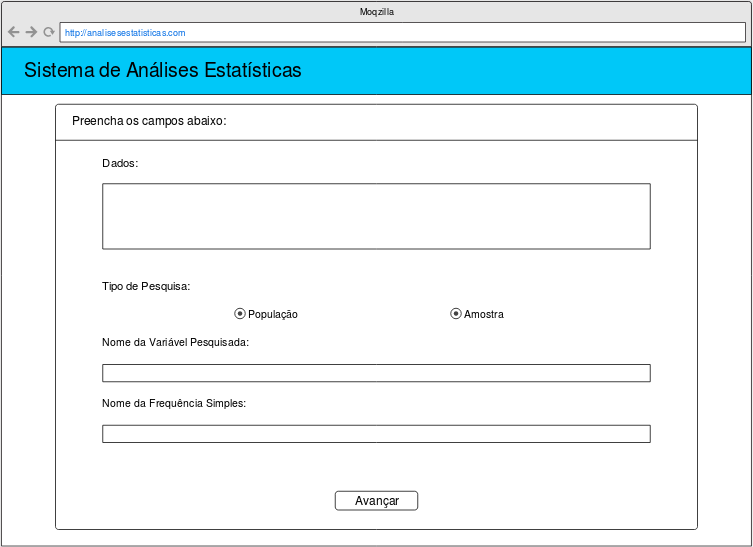 Moqzilla
http://analisesestatisticas.com
Sistema de Análises Estatísticas
Preencha os campos abaixo:
Dados:
Tipo de Pesquisa:
População Amostra
Nome da Variável Pesquisada:
Nome da Frequência Simples:
Avançar